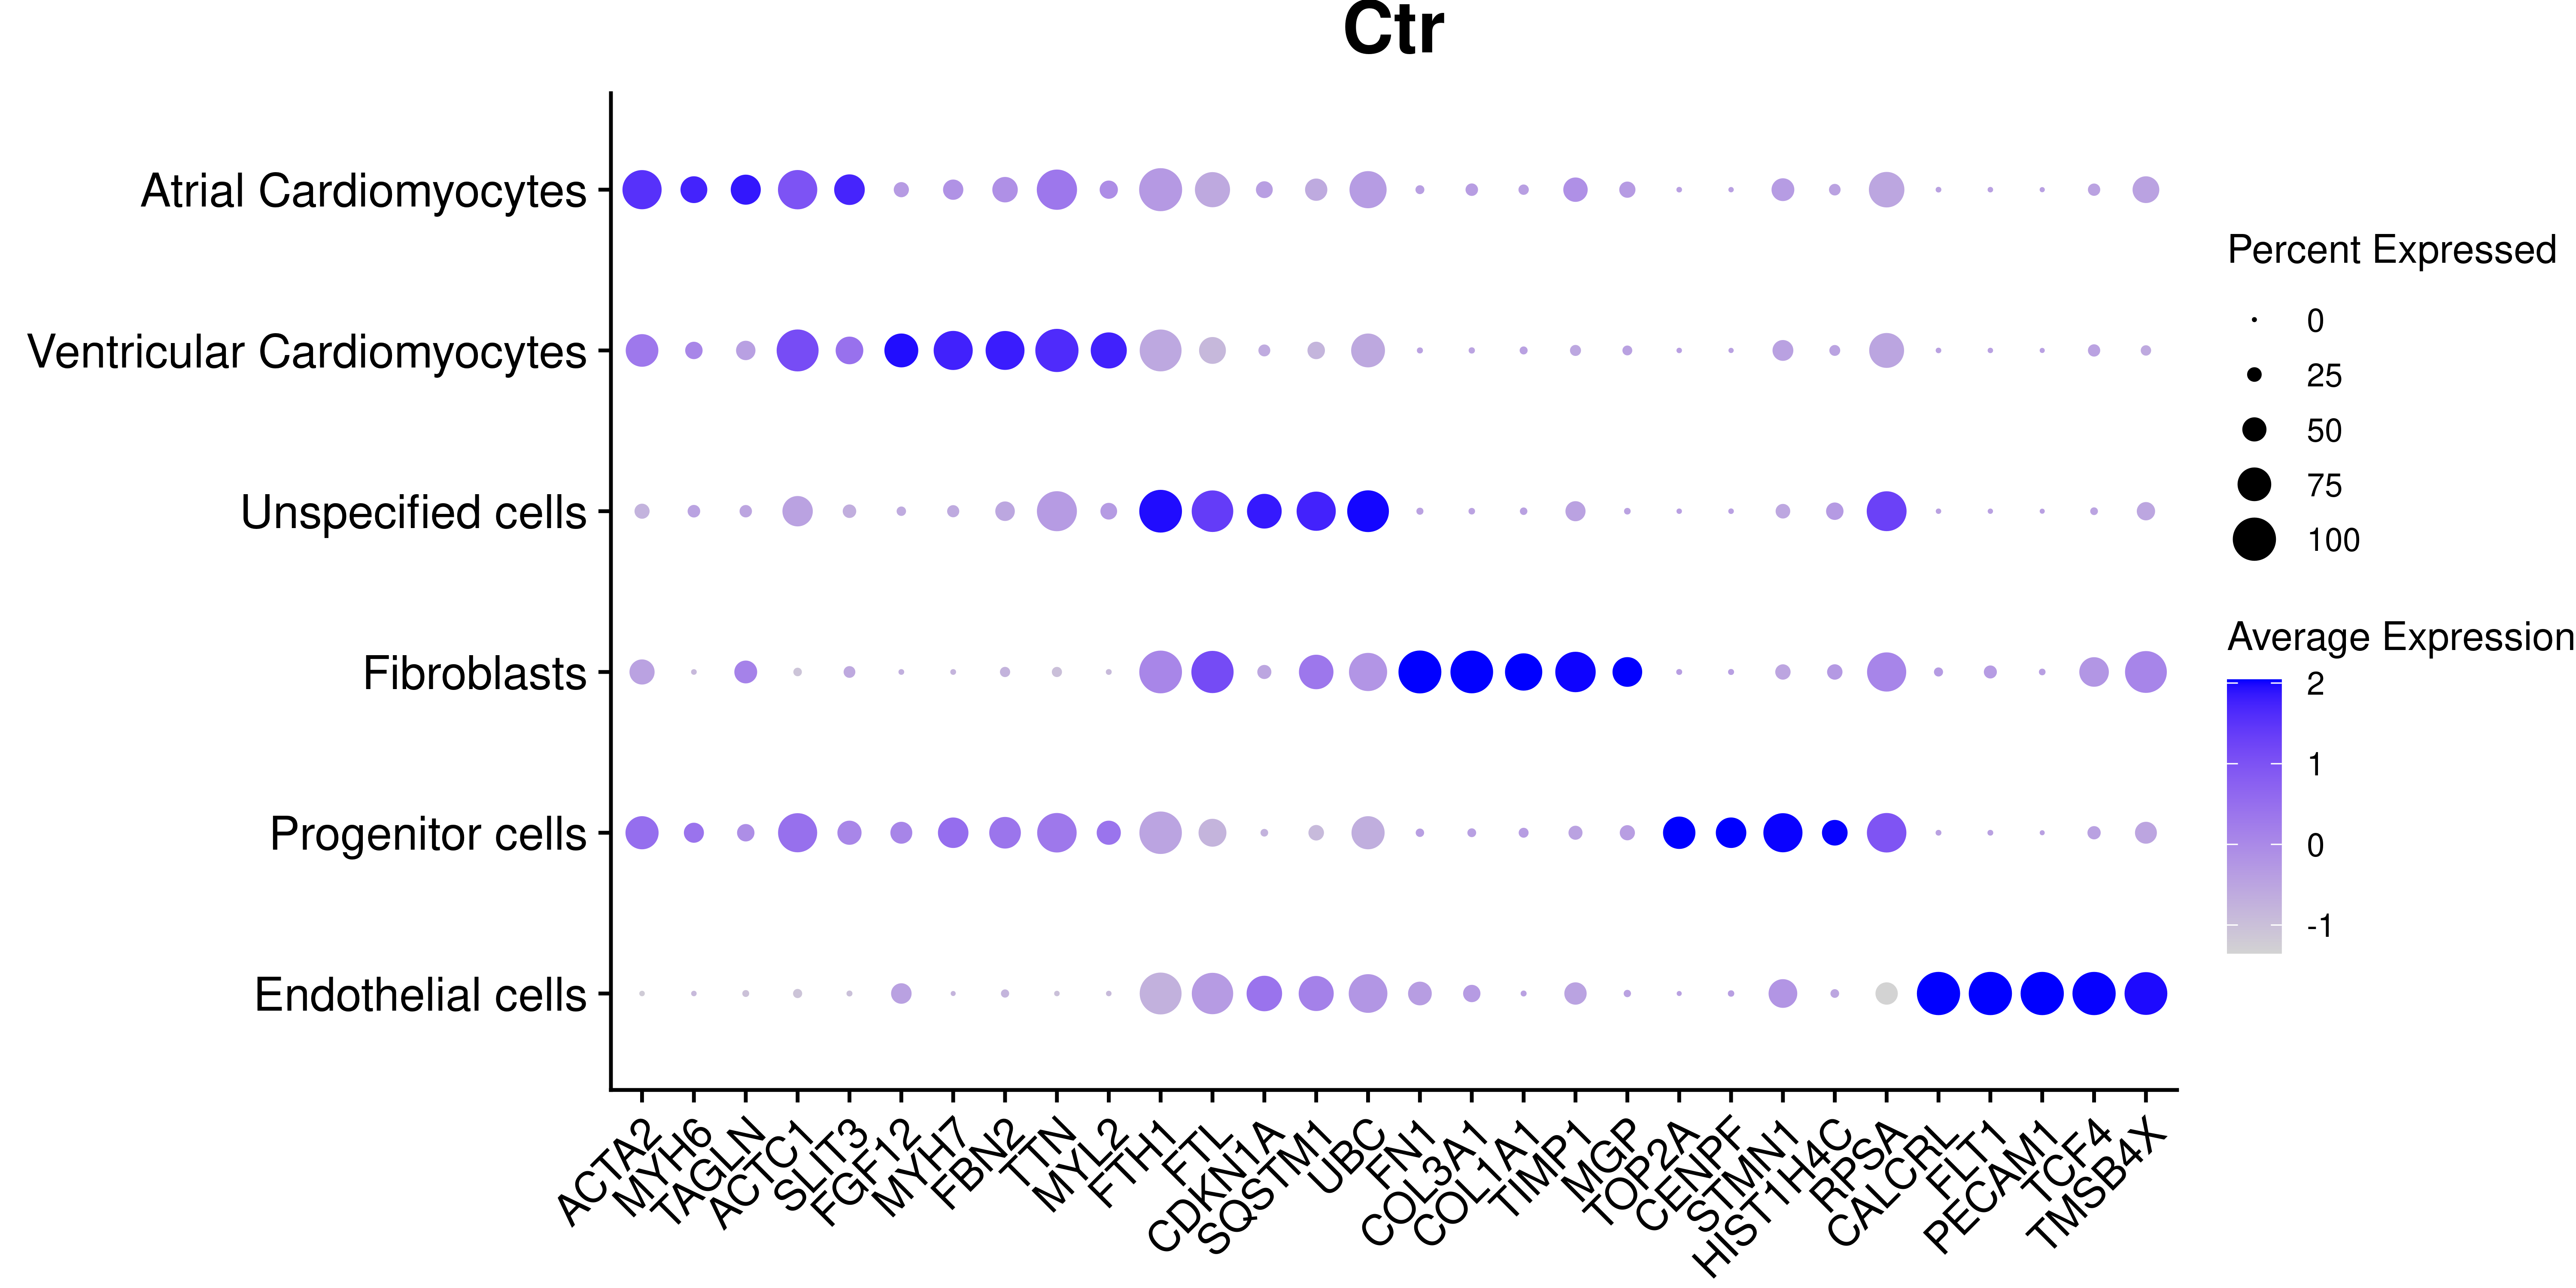 Ctr
Atrial Cardiomyocytes
Ventricular Cardiomyocytes
Unspecified cells
Fibroblasts
Progenitor cells
Endothelial cells
ACTA2
MYH6
TAGLN
ACTC1
SLIT3
FGF12
MYH7
FBN2
TTN
MYL2
FTH1
FTL
CDKN1A
SQSTM1
UBC
FN1
COL3A1
COL1A1
TIMP1
MGP
TOP2A
CENPF
STMN1
HIST1H4C
RPSA
CALCRL
FLT1
PECAM1
TCF4
TMSB4X
Percent Expressed
0
25
50
75
100
Average Expression
2
1
0
-1